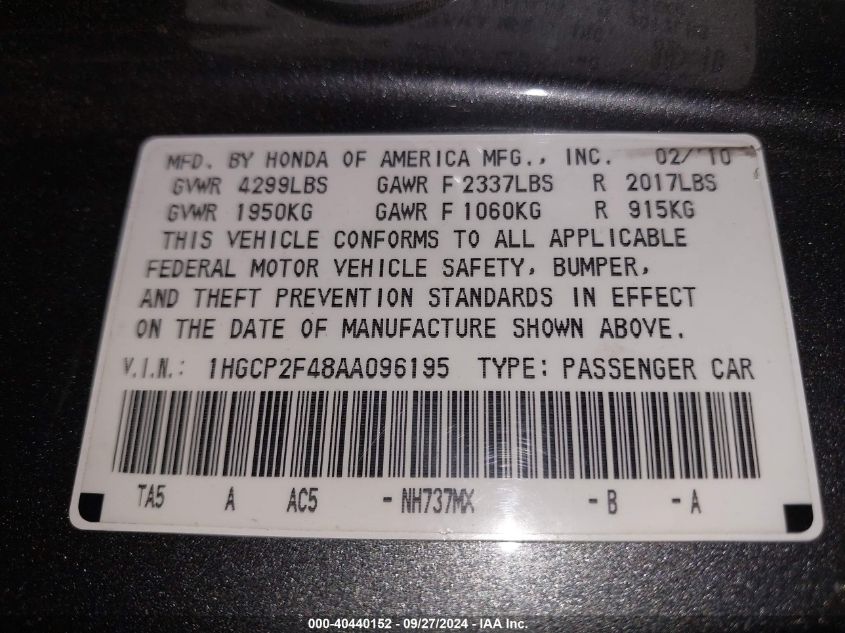 MFD. BY HONDA OF AMERICA MFG., INC. 02/'10
GVWR 4299LBS GAWR F 2337LBS R 2017LBS
GVWR 1950KG GAWR F 1060KG R 915KG
THIS VEHICLE CONFORMS TO ALL APPLICABLE
FEDERAL MOTOR VEHICLE SAFETY, BUMPER,
AND THEFT PREVENTION STANDARDS IN EFFECT
ON THE DATE OF MANUFACTURE SHOWN ABOVE.
V.I.N.: 1HGCP2F48AA096195 TYPE: PASSENGER CAR
TA5 A AC5 -NH737MX -B -A
000-40440152 - 09/27/2024 - IAA Inc.